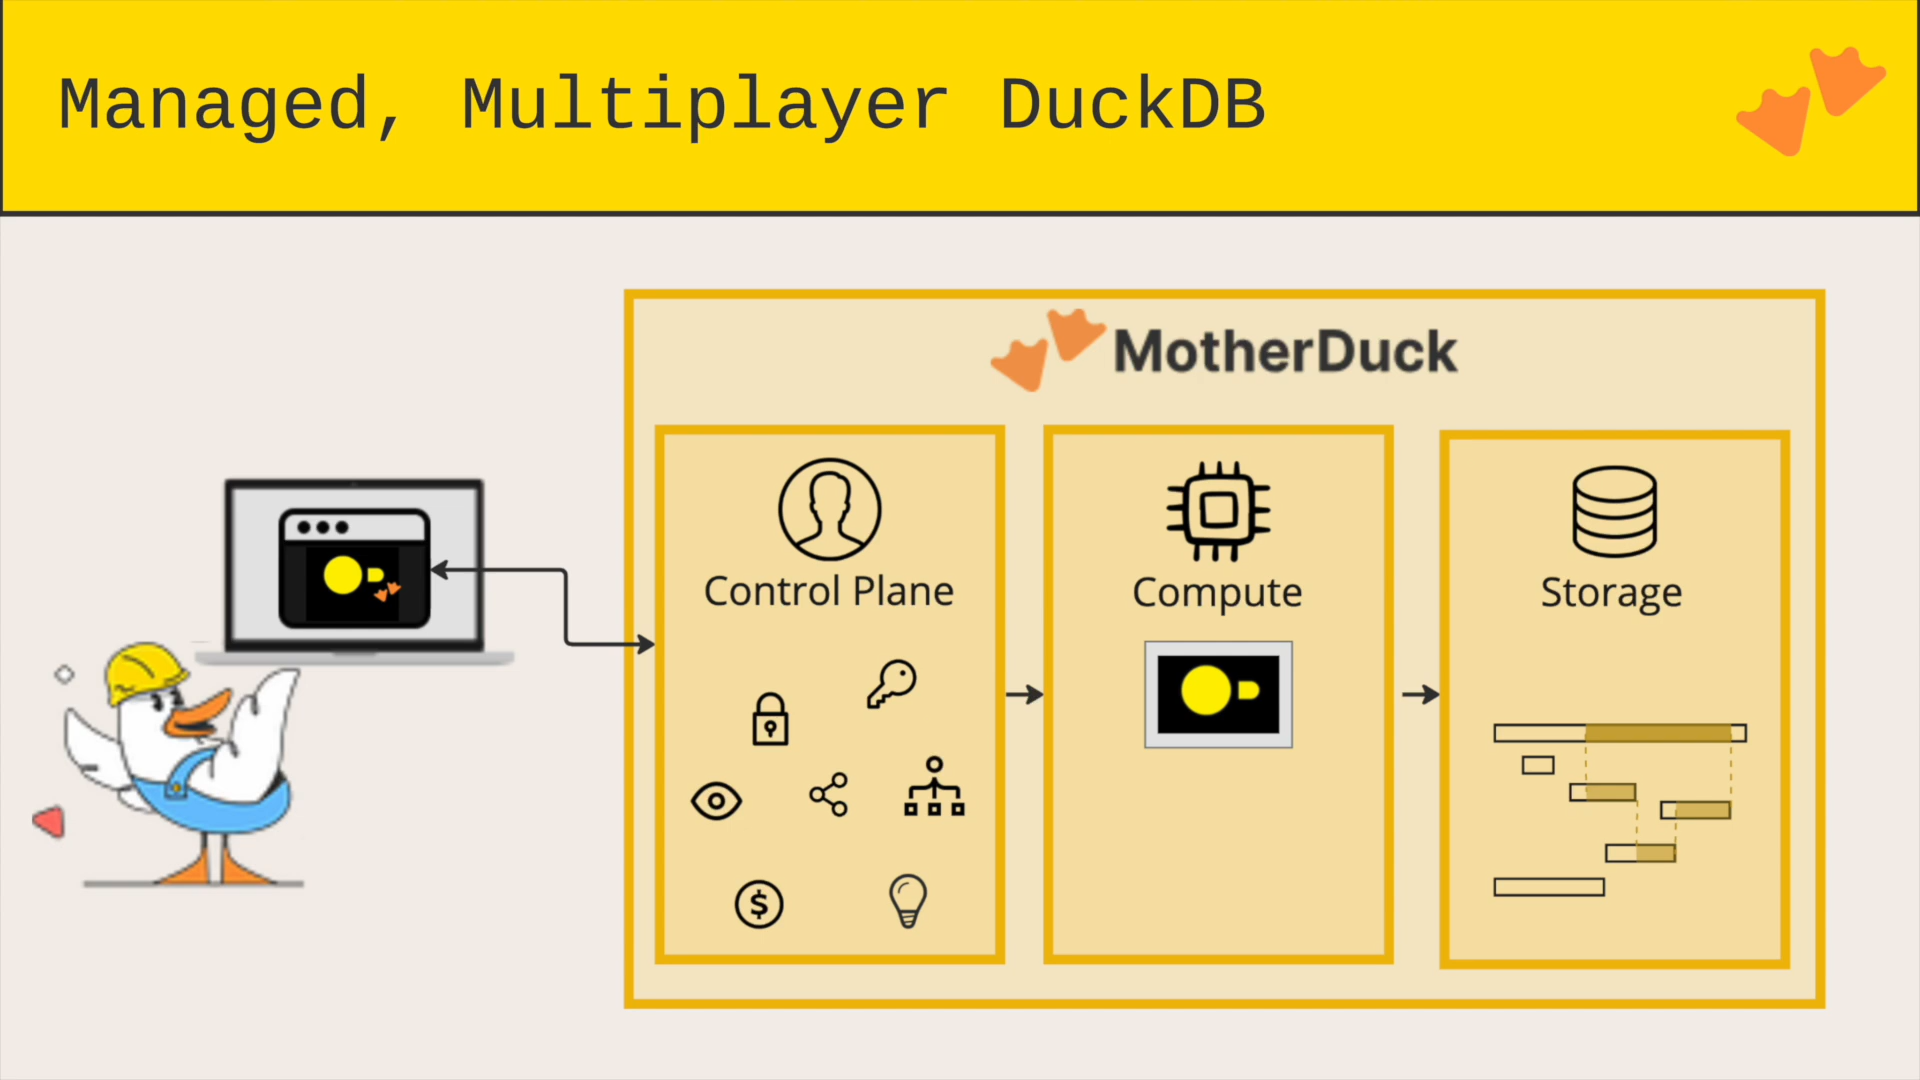 Managed, Multiplayer DuckDB
MotherDuck
Control Plane
Compute
Storage
$